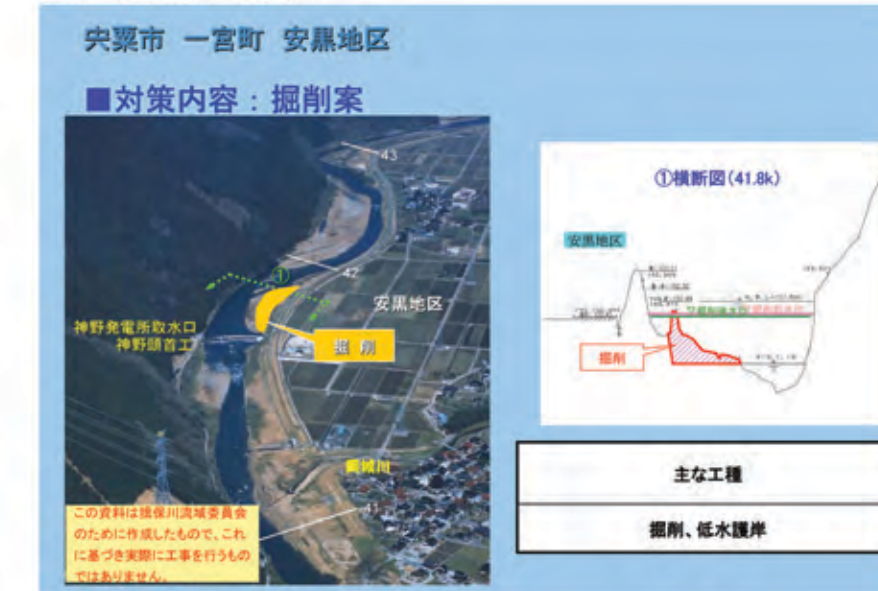 宍粟市 一宮町 安黒地区
■対策内容：掘削案
43
42
①
安黒地区
神野発電所取水口
神野頭首工
掘 削
41
この資料は揖保川流域委員会
のために作成したもので、これ
に基づき実際に工事を行うもの
ではありません。
①横断図(41.8k)
安黒地区
掘削
主な工種
掘削、低水護岸